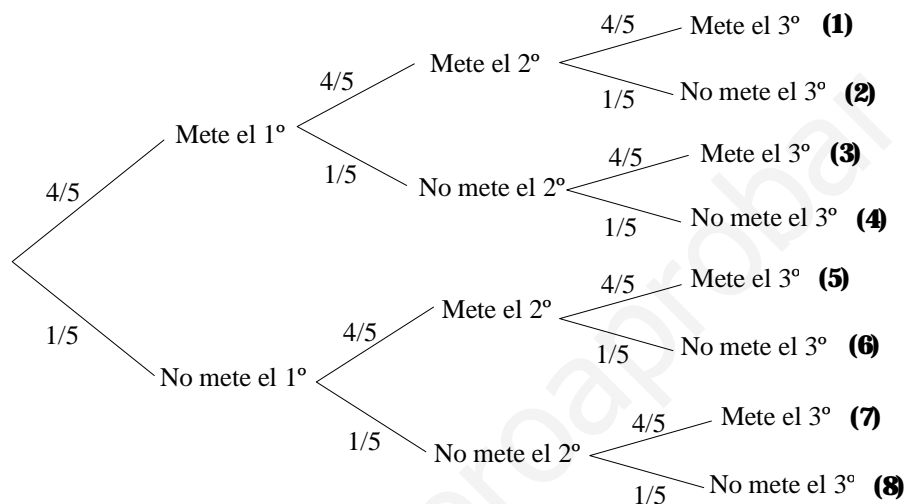 4/5 Mete el 3º (1)
Mete el 2º
4/5
1/5 No mete el 3º (2)
Mete el 1º
4/5 Mete el 3º (3)
1/5
No mete el 2º
4/5
1/5 No mete el 3º (4)
4/5 Mete el 3º (5)
Mete el 2º
1/5
4/5
1/5 No mete el 3º (6)
No mete el 1º
4/5 Mete el 3º (7)
1/5
No mete el 2º
1/5 No mete el 3º (8)
roaprobar